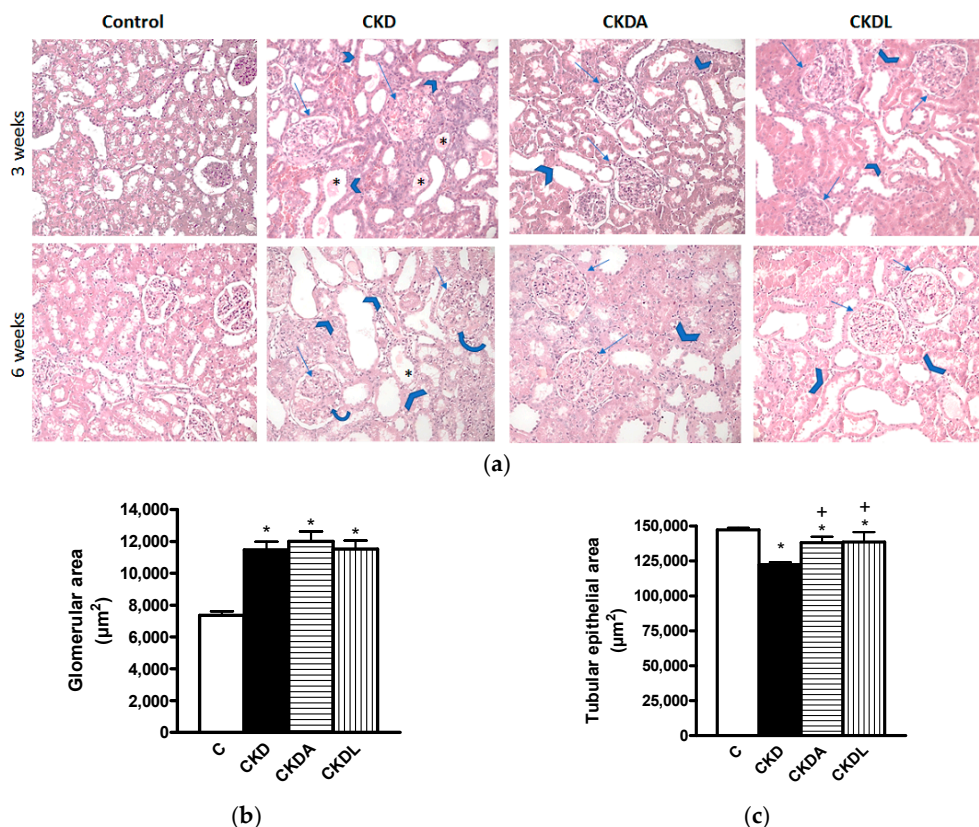 Control CKD CKDA CKDL
3 weeks
* * *
6 weeks
*
(a)
Glomerular area
(µm²)
14,000
12,000
10,000
8,000
6,000
4,000
2,000
0
* * *
C CKD CKDA CKDL
(b)
Tubular epithelial area
(µm²)
150,000
125,000
100,000
75,000
50,000
25,000
0
+ +
* * *
C CKD CKDA CKDL
(c)